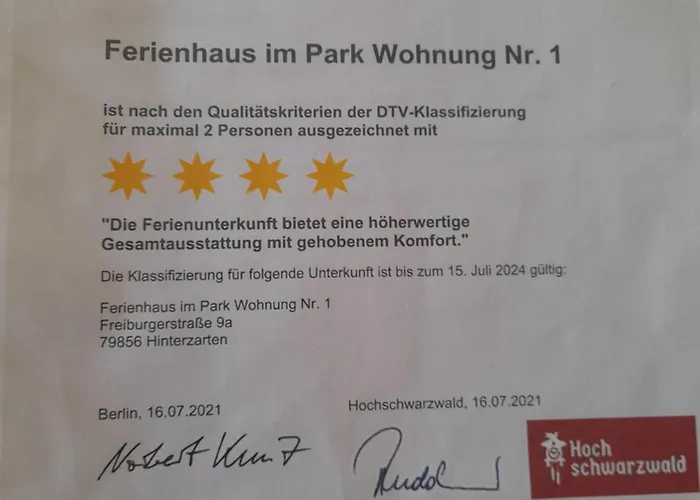 Ferienhaus im Park Wohnung Nr. 1
ist nach den Qualitätskriterien der DTV-Klassifizierung
für maximal 2 Personen ausgezeichnet mit
"Die Ferienunterkunft bietet eine höherwertige
Gesamtausstattung mit gehobenem Komfort."
Die Klassifizierung für folgende Unterkunft ist bis zum 15. Juli 2024 gültig:
Ferienhaus im Park Wohnung Nr. 1
Freiburgerstraße 9a
79856 Hinterzarten
Berlin, 16.07.2021
Hochschwarzwald, 16.07.2021
Norbert Kunz
Hoch
schwarzwald